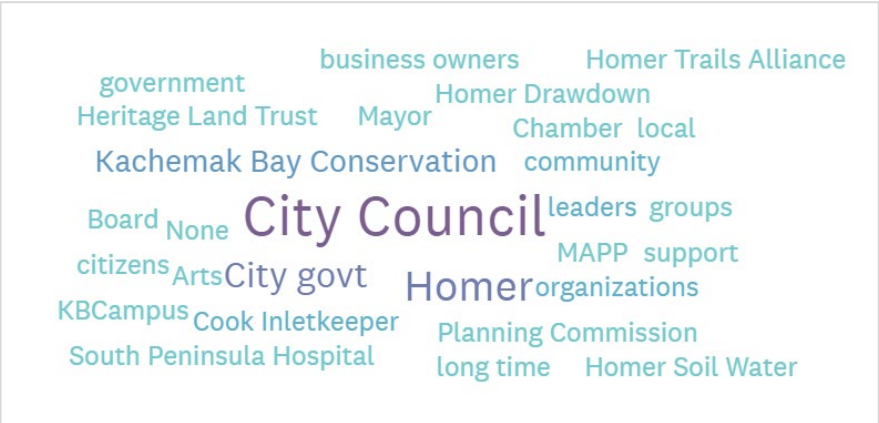 business owners
Homer Trails Alliance
government
Homer Drawdown
Heritage Land Trust
Mayor
Chamber
local
Kachemak Bay Conservation
community
City Council
leaders
groups
Board
None
MAPP
support
citizens
Arts
City govt
Homer
organizations
KBCampus
Cook Inletkeeper
Planning Commission
South Peninsula Hospital
long time
Homer Soil Water